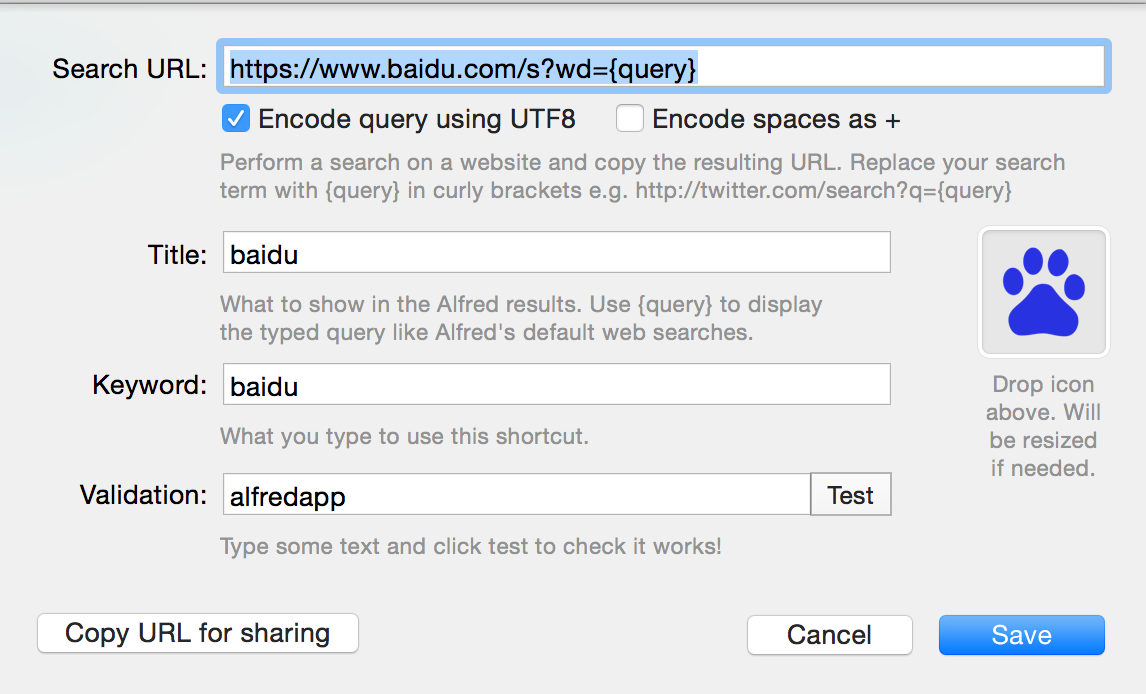 Search URL: https://www.baidu.com/s?wd={query}
Encode query using UTF8 Encode spaces as +
Perform a search on a website and copy the resulting URL. Replace your search
term with {query} in curly brackets e.g. http://twitter.com/search?q={query}
Title: baidu
What to show in the Alfred results. Use {query} to display
the typed query like Alfred's default web searches.
Keyword: baidu
What you type to use this shortcut.
Drop icon
above. Will
be resized
if needed.
Validation: alfredapp Test
Type some text and click test to check it works!
Copy URL for sharing Cancel Save